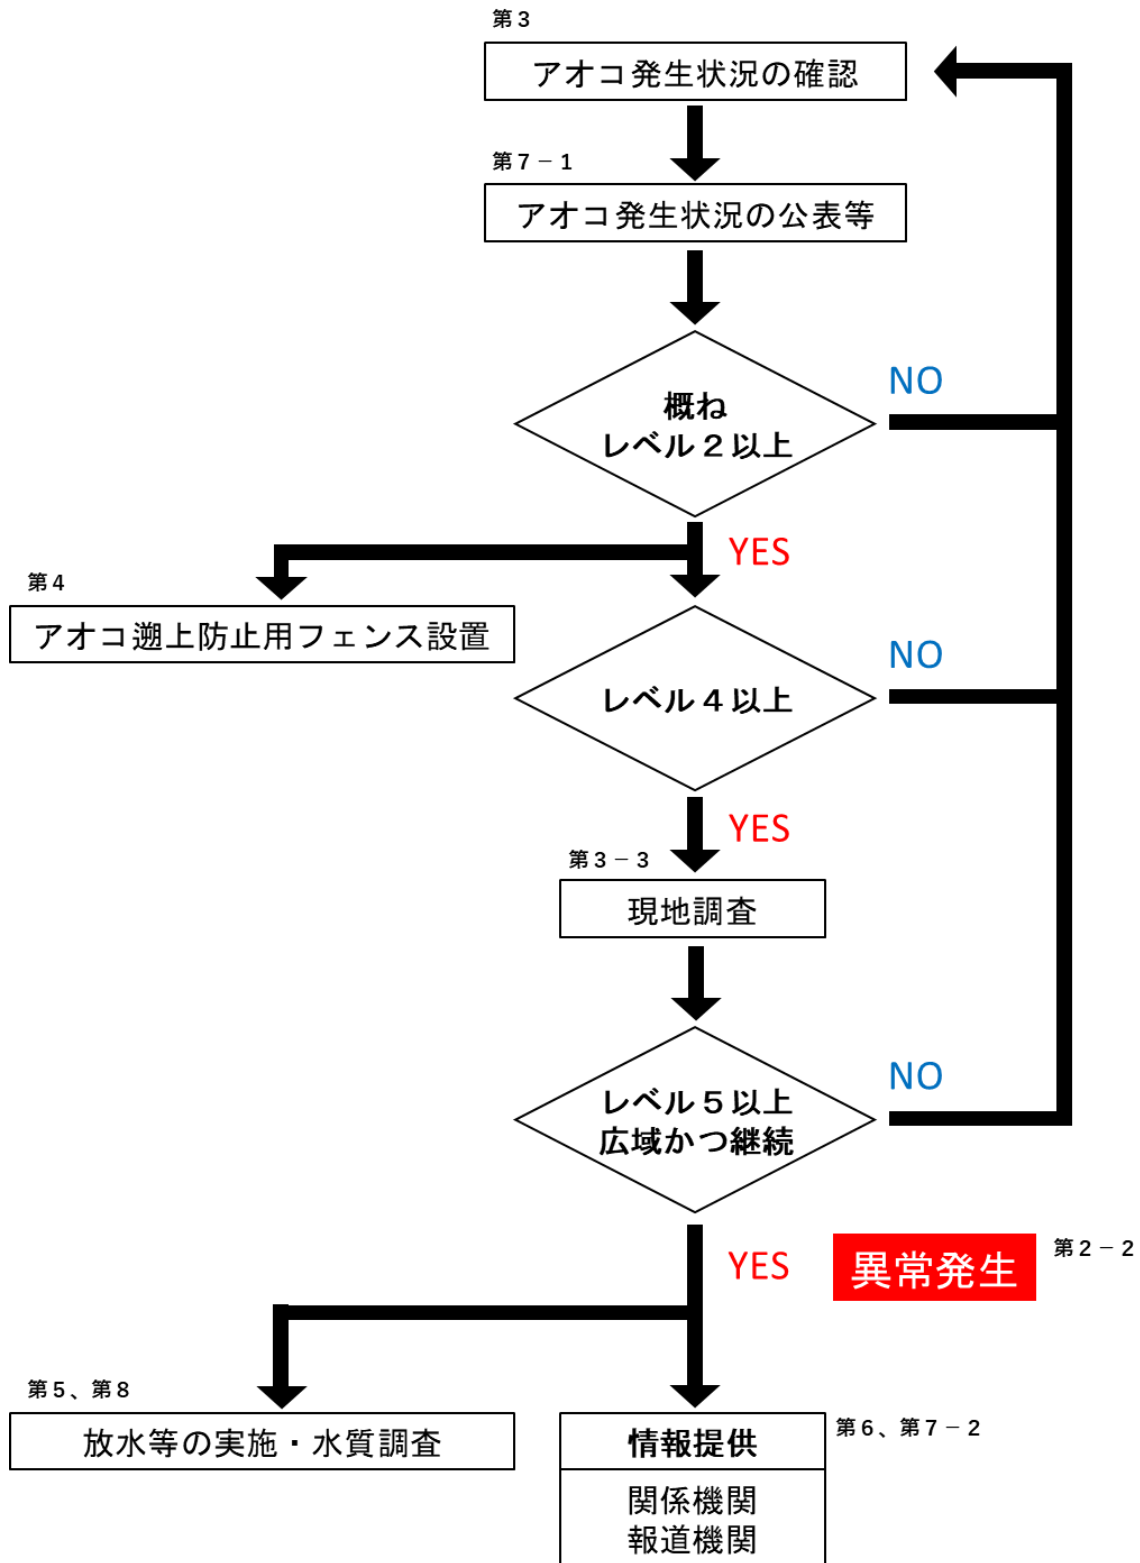 第３
アオコ発生状況の確認
第７－１
アオコ発生状況の公表等
概ね
レベル２以上
NO
YES
第４
アオコ遡上防止用フェンス設置
レベル４以上
NO
YES
第３－３
現地調査
レベル５以上
広域かつ継続
NO
YES
異常発生
第２－２
第５、第８
放水等の実施・水質調査
情報提供
第６、第７－２
関係機関
報道機関